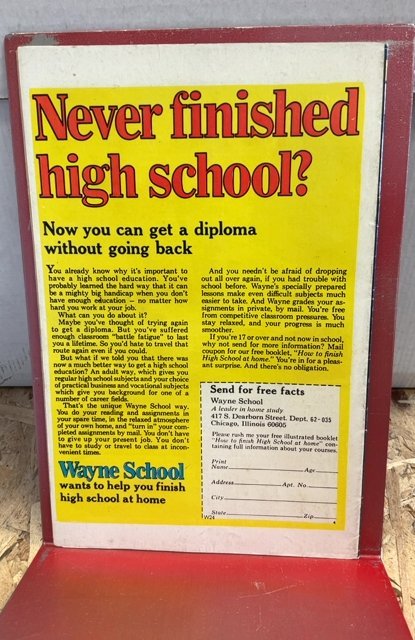 Never finished
high school?
Now you can get a diploma
without going back
You already know why it's important to
have a high school education. You've
probably learned the hard way that it can
be a mighty big handicap when you don't
have enough education – no matter how
hard you work at your job.
What can you do about it?
Maybe you've thought of trying again
to get a diploma. But you've suffered
enough classroom "battle fatigue" to last
you a lifetime. So you'd hate to travel that
route again even if you could.
But what if we told you that there was
now a much better way to get a high school
education? An adult way, which gives you
regular high school subjects and your choice
of practical business and vocational subjects
which give you background for one of a
number of career fields.
That's the unique Wayne School way.
You do your reading and assignments in
your spare time, in the relaxed atmosphere
of your own home, and "turn in" your com-
pleted assignments by mail. You don't have
to give up your present job. You don't
have to study or travel to class at incon-
venient times.
Wayne School
wants to help you finish
high school at home
And you needn't be afraid of dropping
out all over again, if you had trouble with
school before. Wayne's specially prepared
lessons make even difficult subjects much
easier to take. And Wayne grades your as-
signments in private, by mail. You're free
from competitive classroom pressures. You
stay relaxed, and your progress is much
smoother.
If you're 17 or over and not now in school,
why not send for more information? Mail
coupon for our free booklet, "How to finish
High School at home." You're in for a pleas-
ant surprise. And there's no obligation.
Send for free facts
Wayne School
A leader in home study
417 S. Dearborn Street, Dept. 62-035
Chicago, Illinois 60605
Please rush me your free illustrated booklet
"How to finish High School at home" con-
taining full information about your courses.
Print
Name Age
Address Apt. No
City
State Zip
W24 4